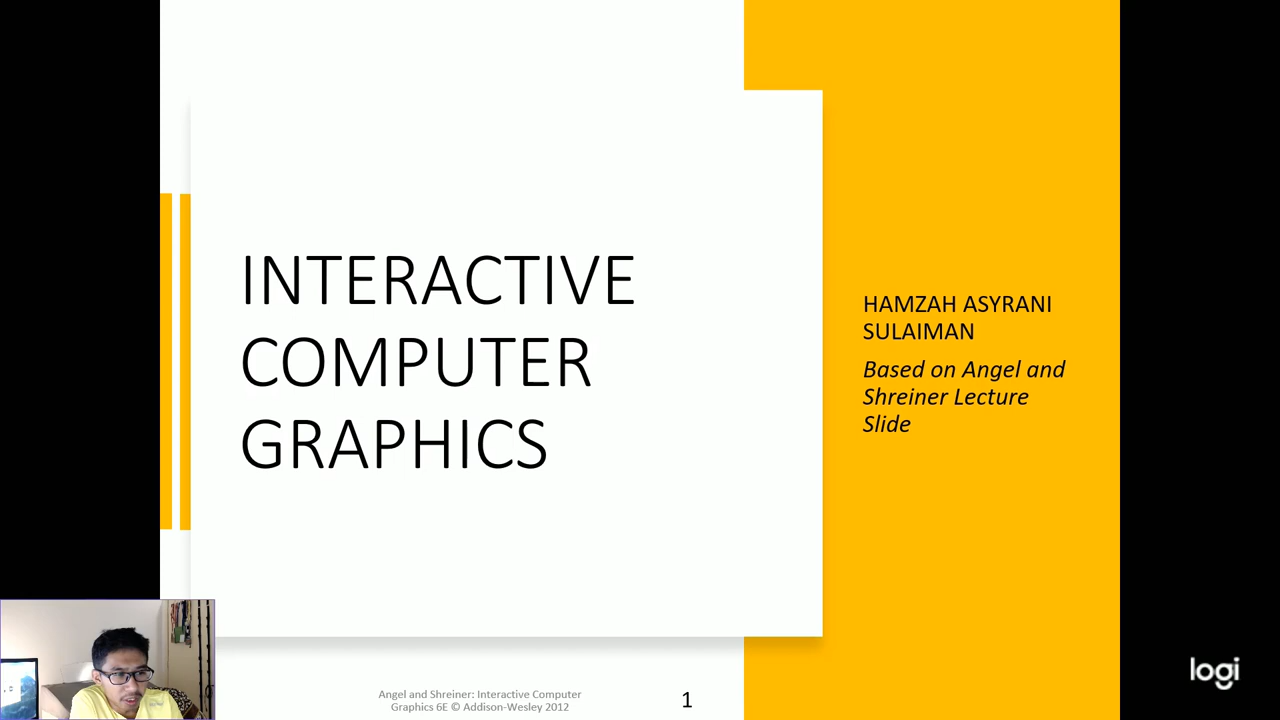 INTERACTIVE
COMPUTER
GRAPHICS
HAMZAH ASYRANI
SULAIMAN
Based on Angel and
Shreiner Lecture
Slide
Angel and Shreiner: Interactive Computer
Graphics 6E © Addison-Wesley 2012
1
logi